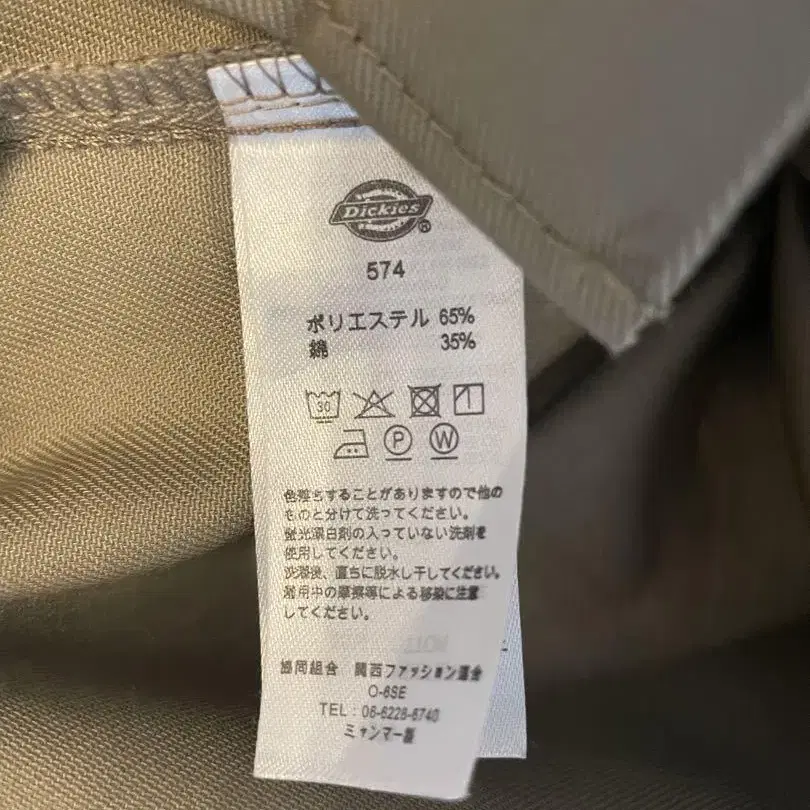 Dickies®
574
ポリエステル 65%
綿 35%
30
P W
色落ちすることがありますので他の
ものと分けて洗ってください。
蛍光漂白剤の入っていない洗剤を
使用してください。
洗濯後、直ちに脱水し干してください。
着用中の摩擦等による移染に注意
してください。
協同組合 関西ファッション連合
O-6SE
TEL : 06-6228-6740
ミャンマー製